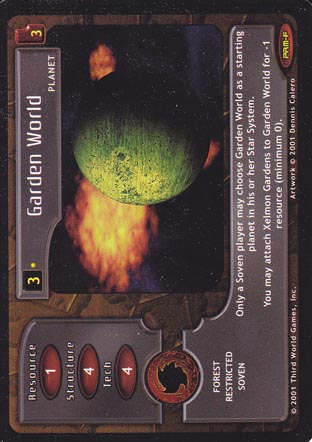 3
Garden World
3
PLANET
Resource
1
Structure
4
Tech
4
FOREST
RESTRICTED
SOVEN
Only a Soven player may choose Garden World as a starting
planet in his or her Star System.
You may attach Xelmon Gardens to Garden World for -1
resource (minimum 0).
© 2001 Third World Games, Inc.
Artwork © 2001 Dennis Calero
PRM-F